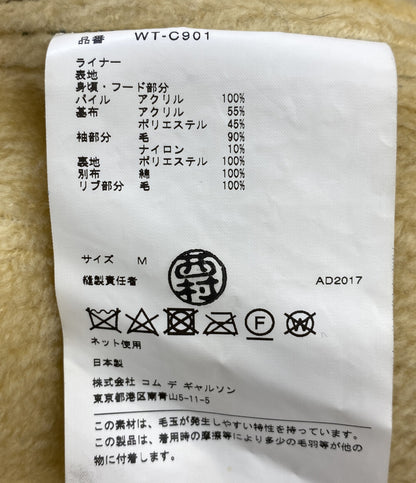 品番 WT-C901
ライナー
表地
身頃・フード部分
パイル アクリル 100%
基布 アクリル 55%
ポリエステル 45%
袖部分 毛 90%
ナイロン 10%
裏地 ポリエステル 100%
別布 綿 100%
リブ部分 毛 100%
サイズ M
縫製責任者 西村 AD2017
F W
ネット使用
日本製
株式会社 コム デ ギャルソン
東京都港区南青山5-11-5
この素材は、毛玉が発生しやすい特性を持っています。
この製品は、着用時の摩擦等により多少の毛羽等が他の
物に付着します。